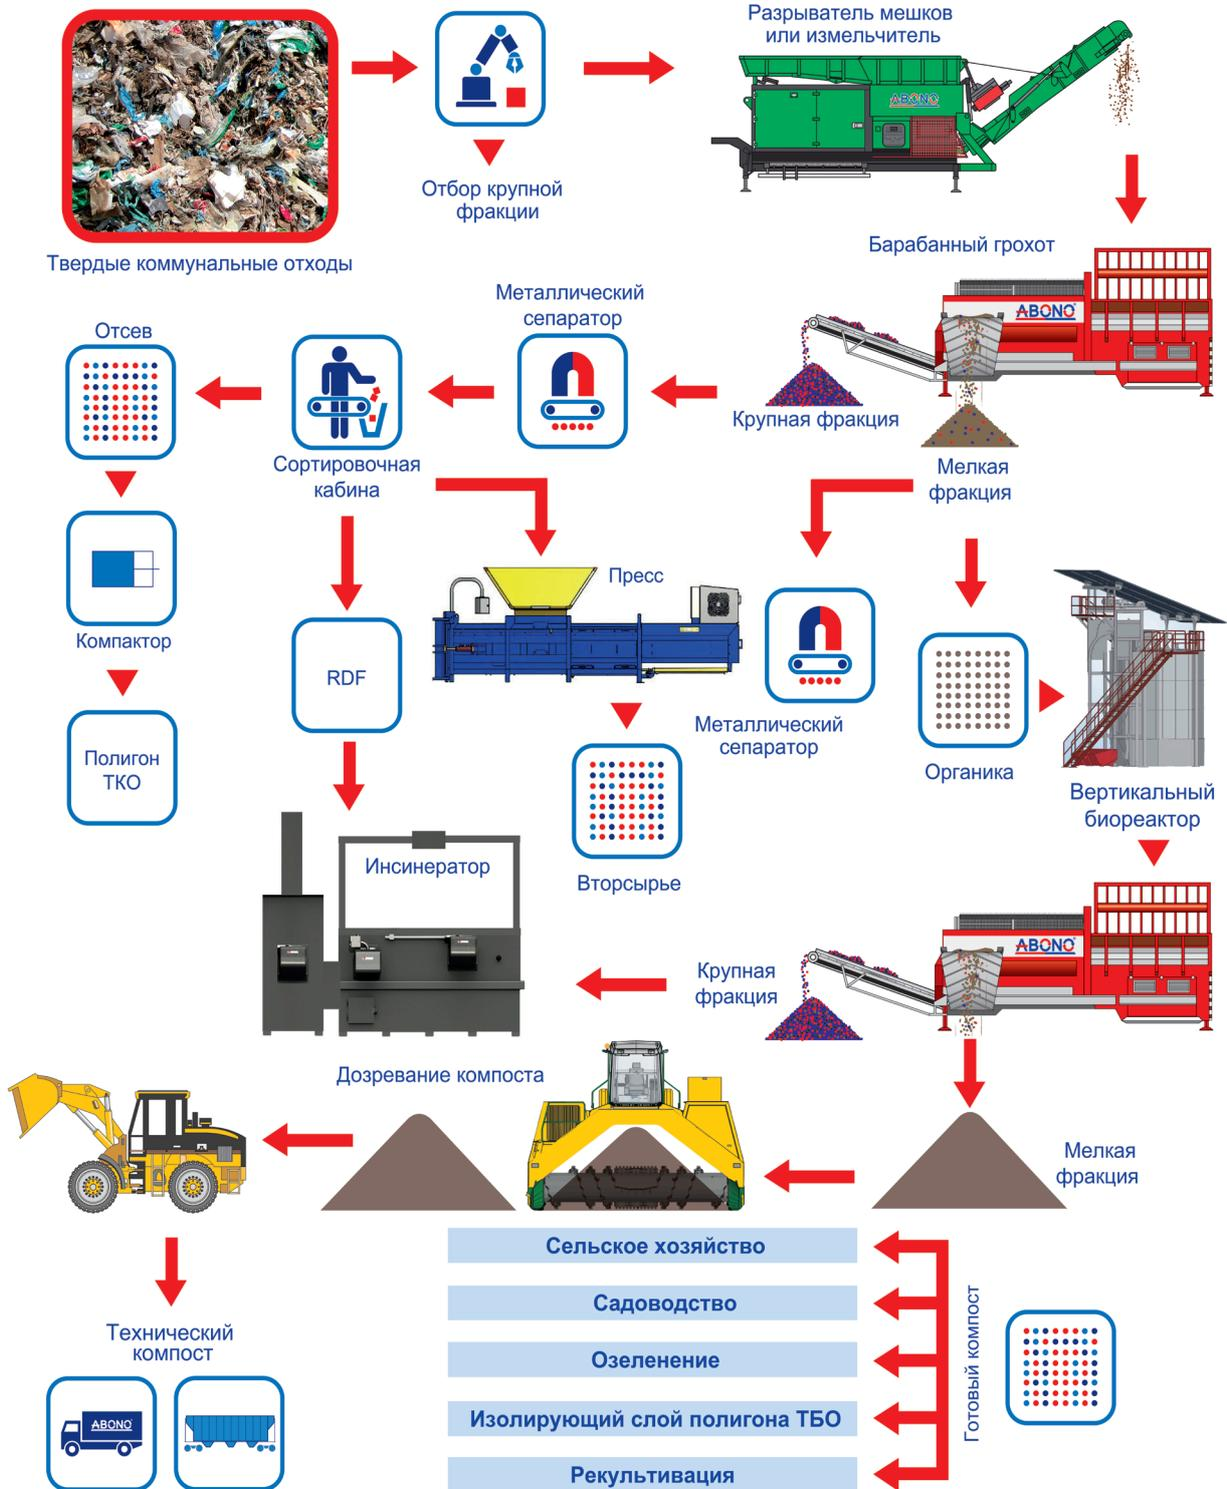 Разрыватель мешков
или измельчитель
ABONO
Отбор крупной
фракции
Твердые коммунальные отходы
Барабанный грохот
ABONO
Металлический
сепаратор
Отсев
Крупная фракция
Сортировочная
кабина
Мелкая
фракция
Пресс
Компактор
RDF
Металлический
сепаратор
Полигон
ТКО
Органика
Вертикальный
биореактор
Инсинератор
Вторсырье
ABONO
Крупная
фракция
Дозревание компоста
Мелкая
фракция
Сельское хозяйство
Садоводство
Озеленение
Изолирующий слой полигона ТБО
Рекультивация
Готовый компост
Технический
компост
ABONO